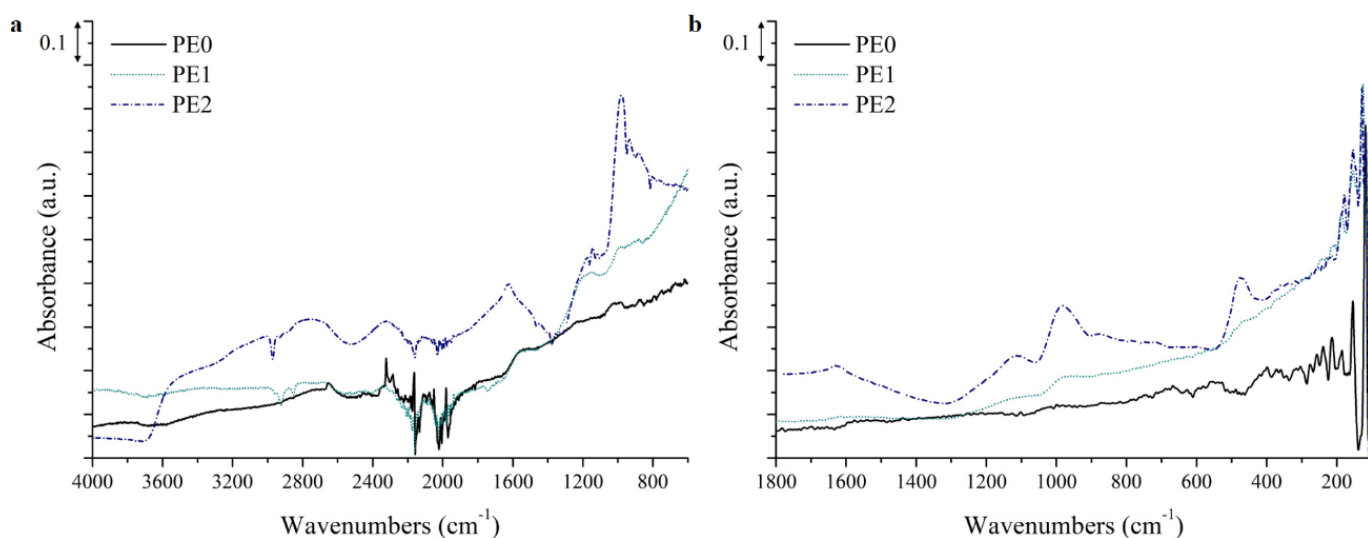 a
0.1
PE0
PE1
PE2
Absorbance (a.u.)
4000 3600 3200 2800 2400 2000 1600 1200 800
Wavenumbers (cm⁻¹)
b
0.1
PE0
PE1
PE2
Absorbance (a.u.)
1800 1600 1400 1200 1000 800 600 400 200
Wavenumbers (cm⁻¹)